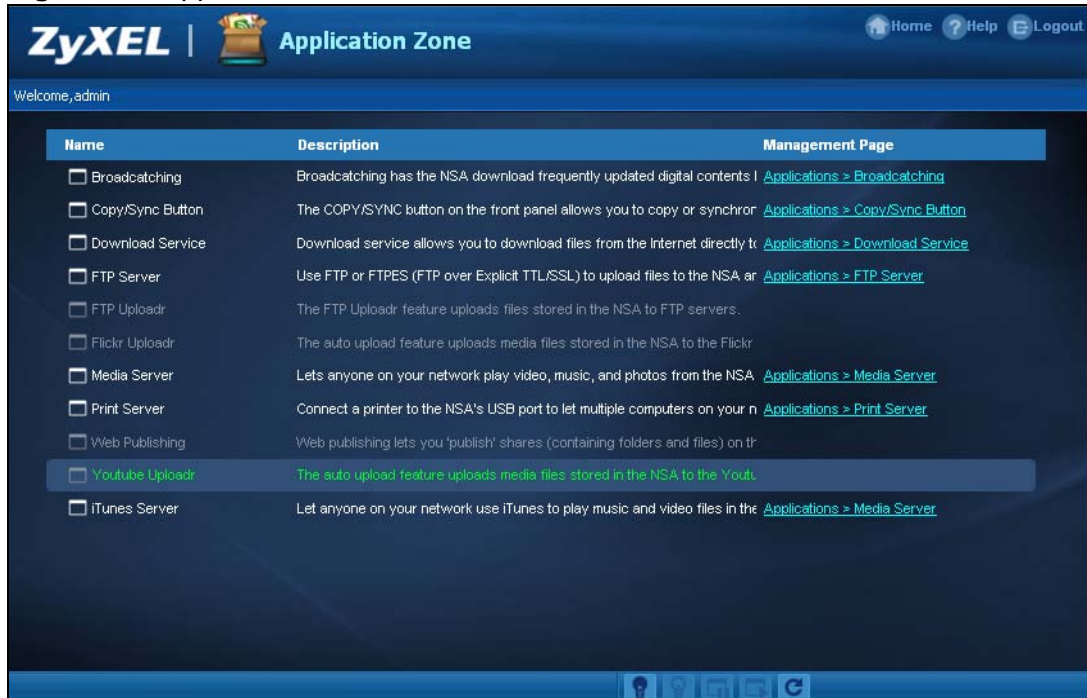 ZyXEL | Application Zone
Home Help Logout
Welcome,admin
Name Description Management Page
Broadcatching Broadcatching has the NSA download frequently updated digital contents Applications > Broadcatching
Copy/Sync Button The COPY/SYNC button on the front panel allows you to copy or synchror Applications > Copy/Sync Button
Download Service Download service allows you to download files from the Internet directly to Applications > Download Service
FTP Server Use FTP or FTPES (FTP over Explicit TTL/SSL) to upload files to the NSA ar Applications > FTP Server
FTP Uploadr The FTP Uploadr feature uploads files stored in the NSA to FTP servers.
Flickr Uploadr The auto upload feature uploads media files stored in the NSA to the Flickr
Media Server Lets anyone on your network play video, music, and photos from the NSA Applications > Media Server
Print Server Connect a printer to the NSA's USB port to let multiple computers on your n Applications > Print Server
Web Publishing Web publishing lets you 'publish' shares (containing folders and files) on th
Youtube Uploadr The auto upload feature uploads media files stored in the NSA to the Youtu
iTunes Server Let anyone on your network use iTunes to play music and video files in the Applications > Media Server